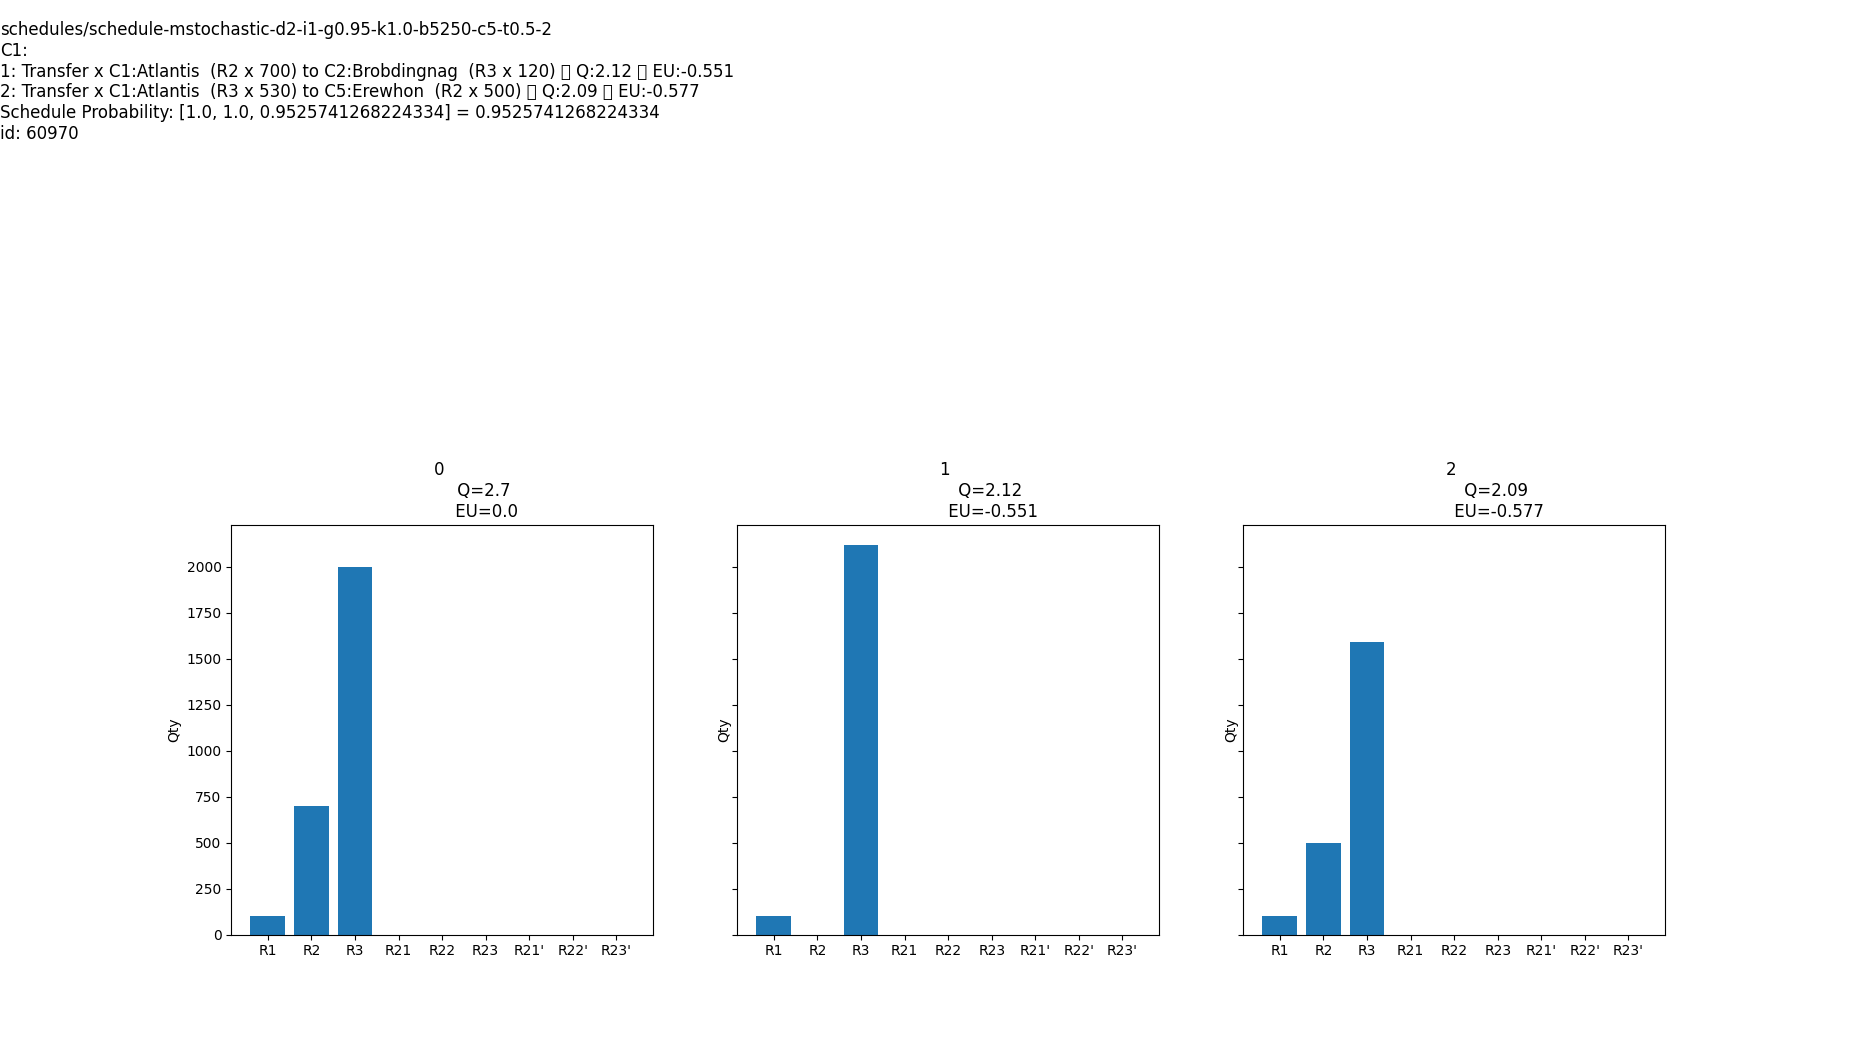 schedules/schedule-mstochastic-d2-i1-g0.95-k1.0-b5250-c5-t0.5-2
C1:
1: Transfer x C1:Atlantis  (R2 x 700) to C2:Brobdingnag  (R3 x 120) ▯ Q:2.12 ▯ EU:-0.551
2: Transfer x C1:Atlantis  (R3 x 530) to C5:Erewhon  (R2 x 500) ▯ Q:2.09 ▯ EU:-0.577
Schedule Probability: [1.0, 1.0, 0.9525741268224334] = 0.9525741268224334
id: 60970
0
Q=2.7
EU=0.0
Qty
2000
1750
1500
1250
1000
750
500
250
0
R1 R2 R3 R21 R22 R23 R21' R22' R23'
1
Q=2.12
EU=-0.551
Qty
R1 R2 R3 R21 R22 R23 R21' R22' R23'
2
Q=2.09
EU=-0.577
Qty
R1 R2 R3 R21 R22 R23 R21' R22' R23'